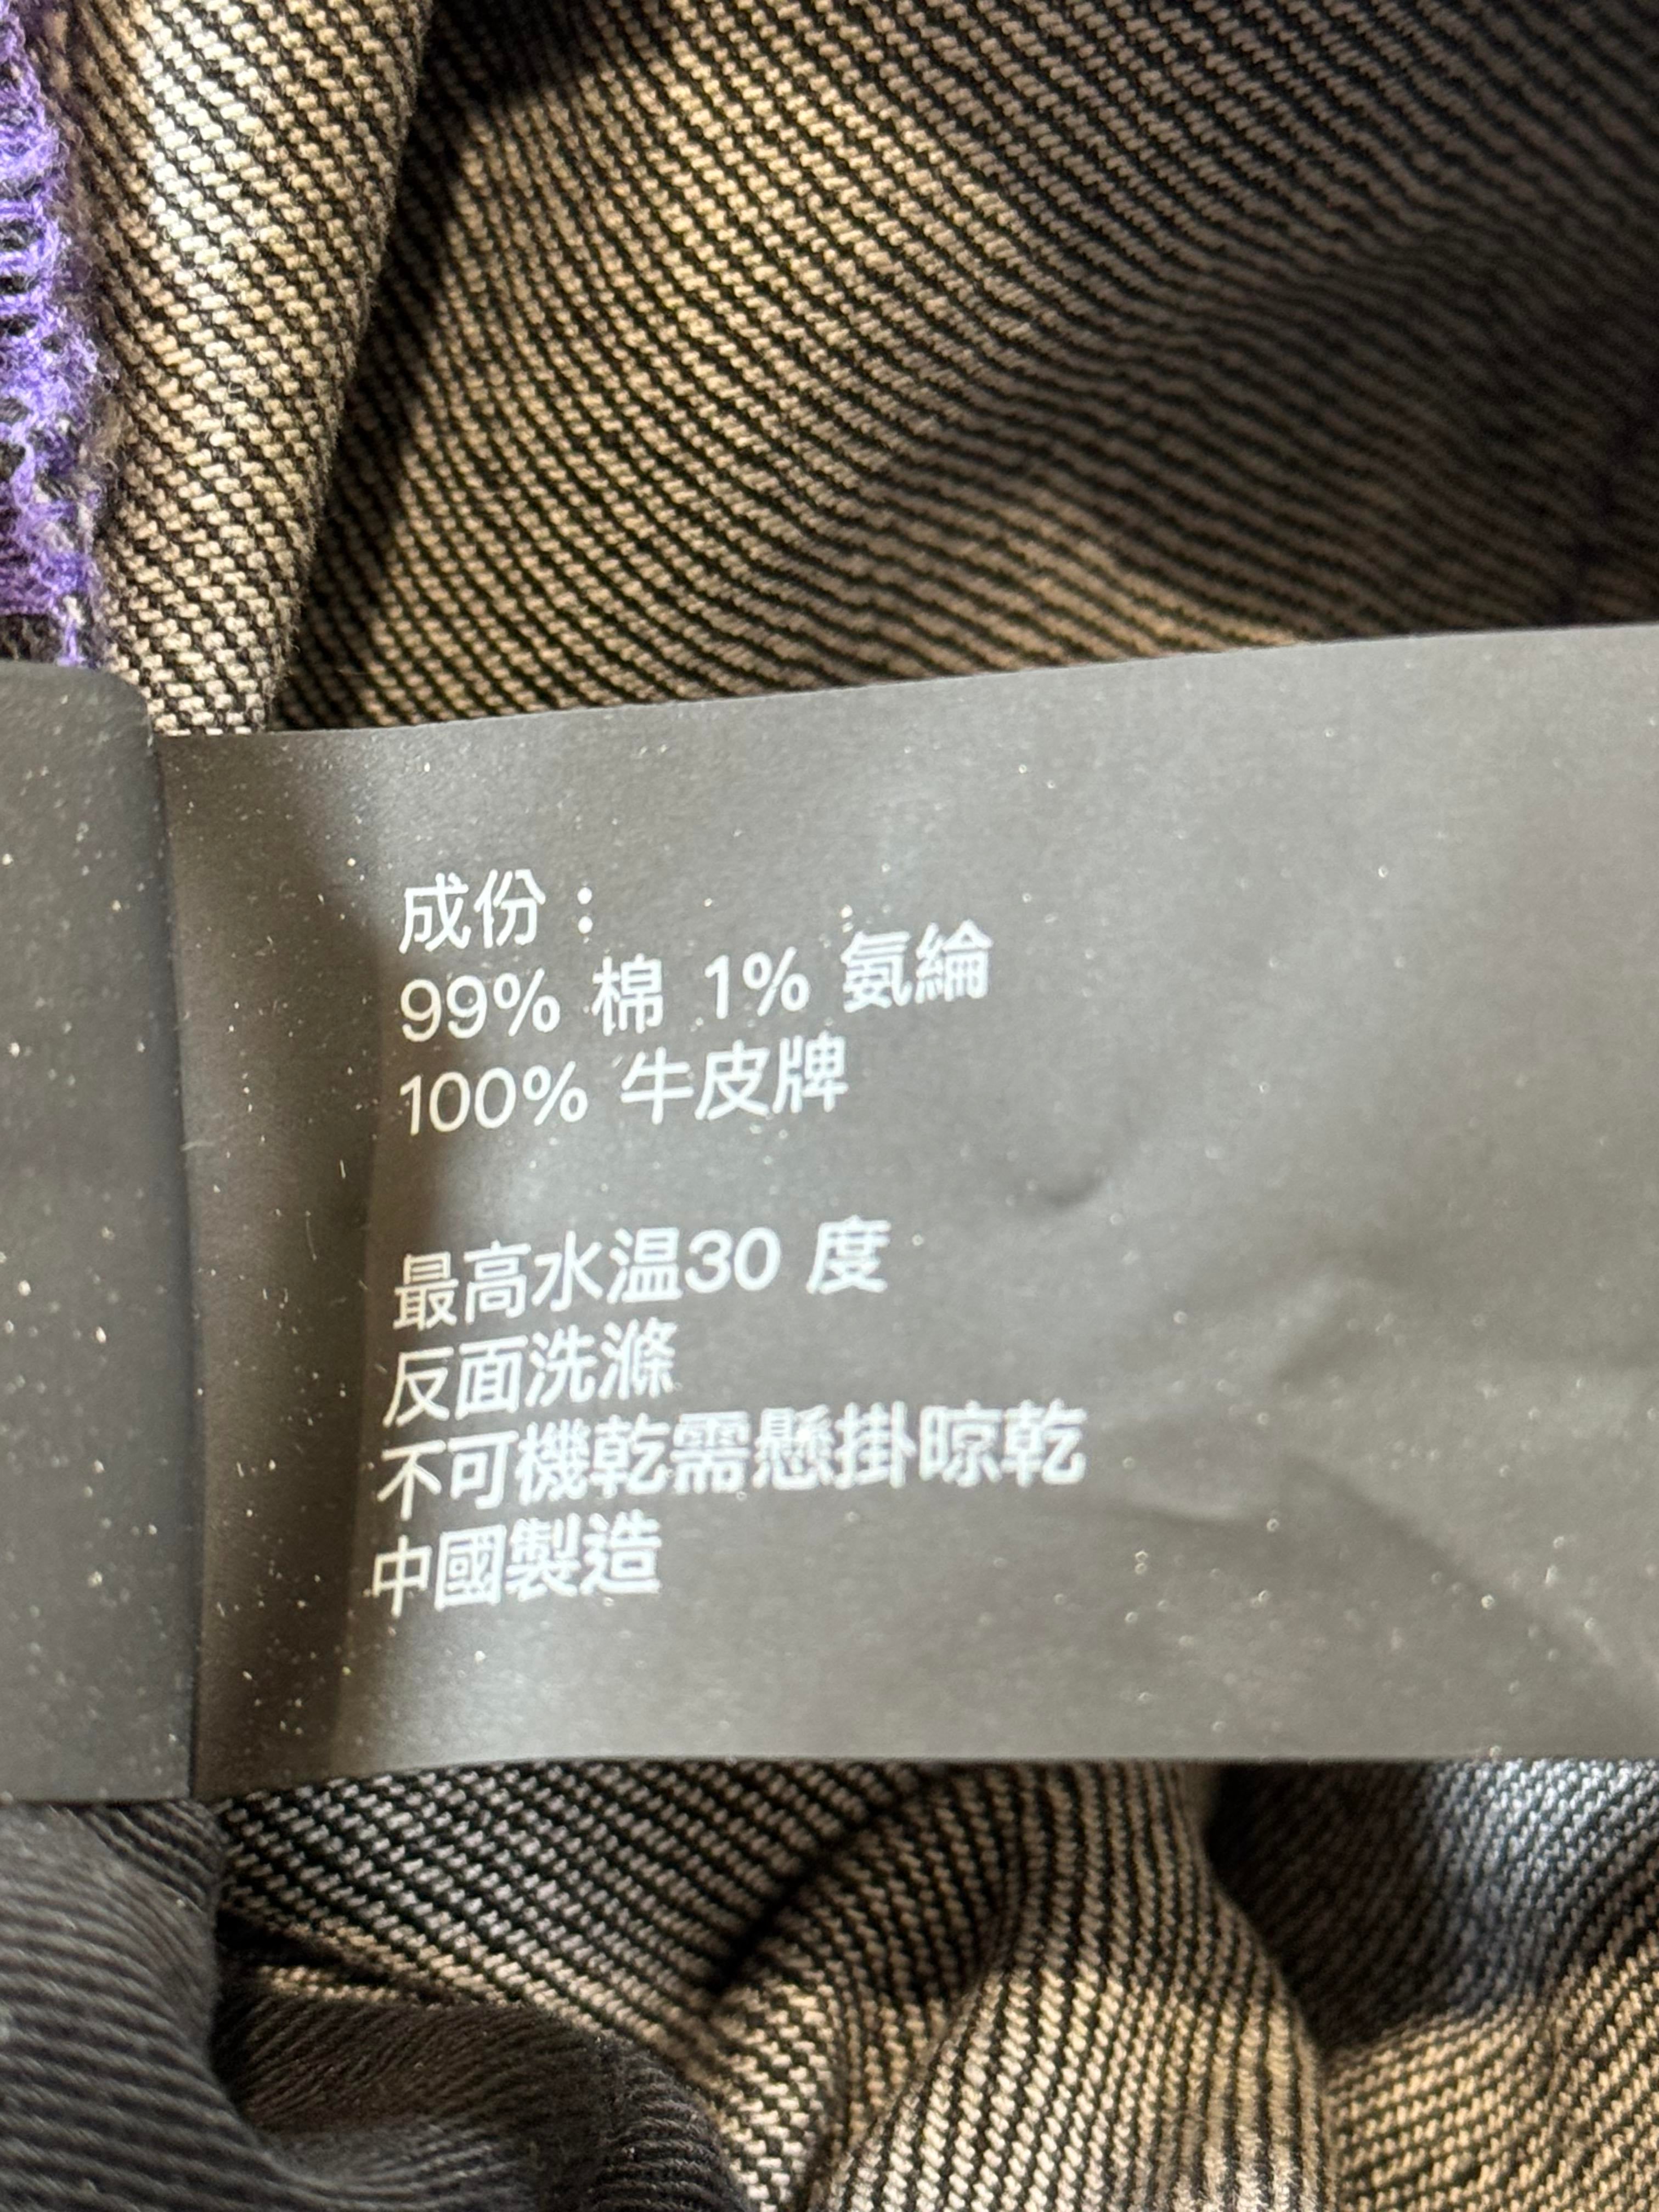 成份：
99% 棉 1% 氨綸
100% 牛皮牌
最高水温30 度
反面洗滌
不可機乾需懸掛晾乾
中國製造